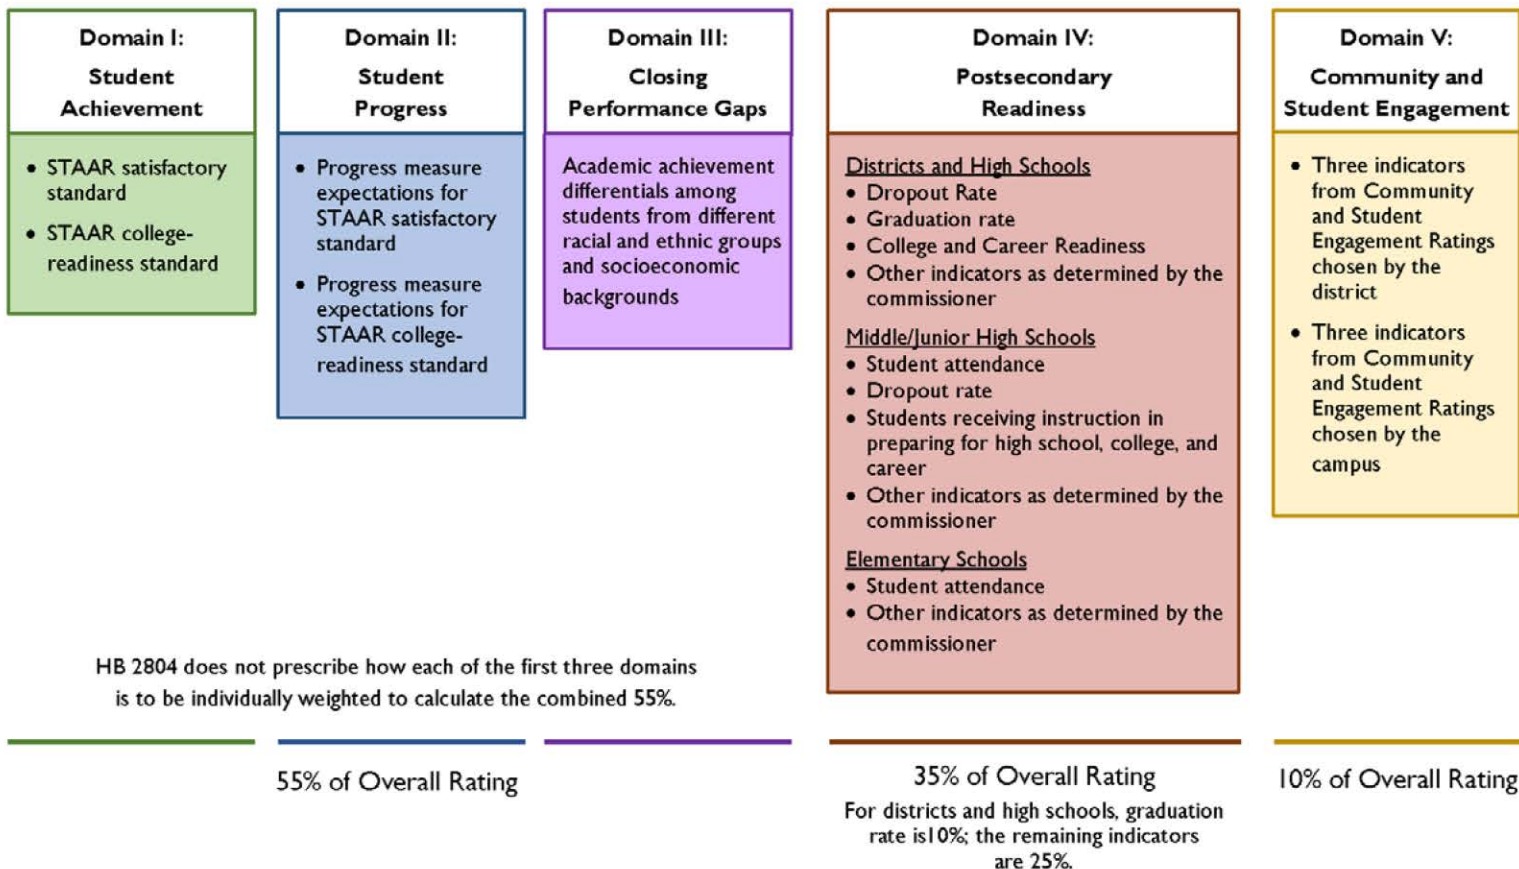 Domain I:
Student
Achievement
• STAAR satisfactory
standard
• STAAR college-
readiness standard
Domain II:
Student
Progress
• Progress measure
expectations for
STAAR satisfactory
standard
• Progress measure
expectations for
STAAR college-
readiness standard
Domain III:
Closing
Performance Gaps
Academic achievement
differentials among
students from different
racial and ethnic groups
and socioeconomic
backgrounds
Domain IV:
Postsecondary
Readiness
Districts and High Schools
• Dropout Rate
• Graduation rate
• College and Career Readiness
• Other indicators as determined by the
commissioner
Middle/Junior High Schools
• Student attendance
• Dropout rate
• Students receiving instruction in
preparing for high school, college, and
career
• Other indicators as determined by the
commissioner
Elementary Schools
• Student attendance
• Other indicators as determined by the
commissioner
Domain V:
Community and
Student Engagement
• Three indicators
from Community
and Student
Engagement Ratings
chosen by the
district
• Three indicators
from Community
and Student
Engagement Ratings
chosen by the
campus
HB 2804 does not prescribe how each of the first three domains
is to be individually weighted to calculate the combined 55%.
55% of Overall Rating
35% of Overall Rating
For districts and high schools, graduation
rate is10%; the remaining indicators
are 25%.
10% of Overall Rating